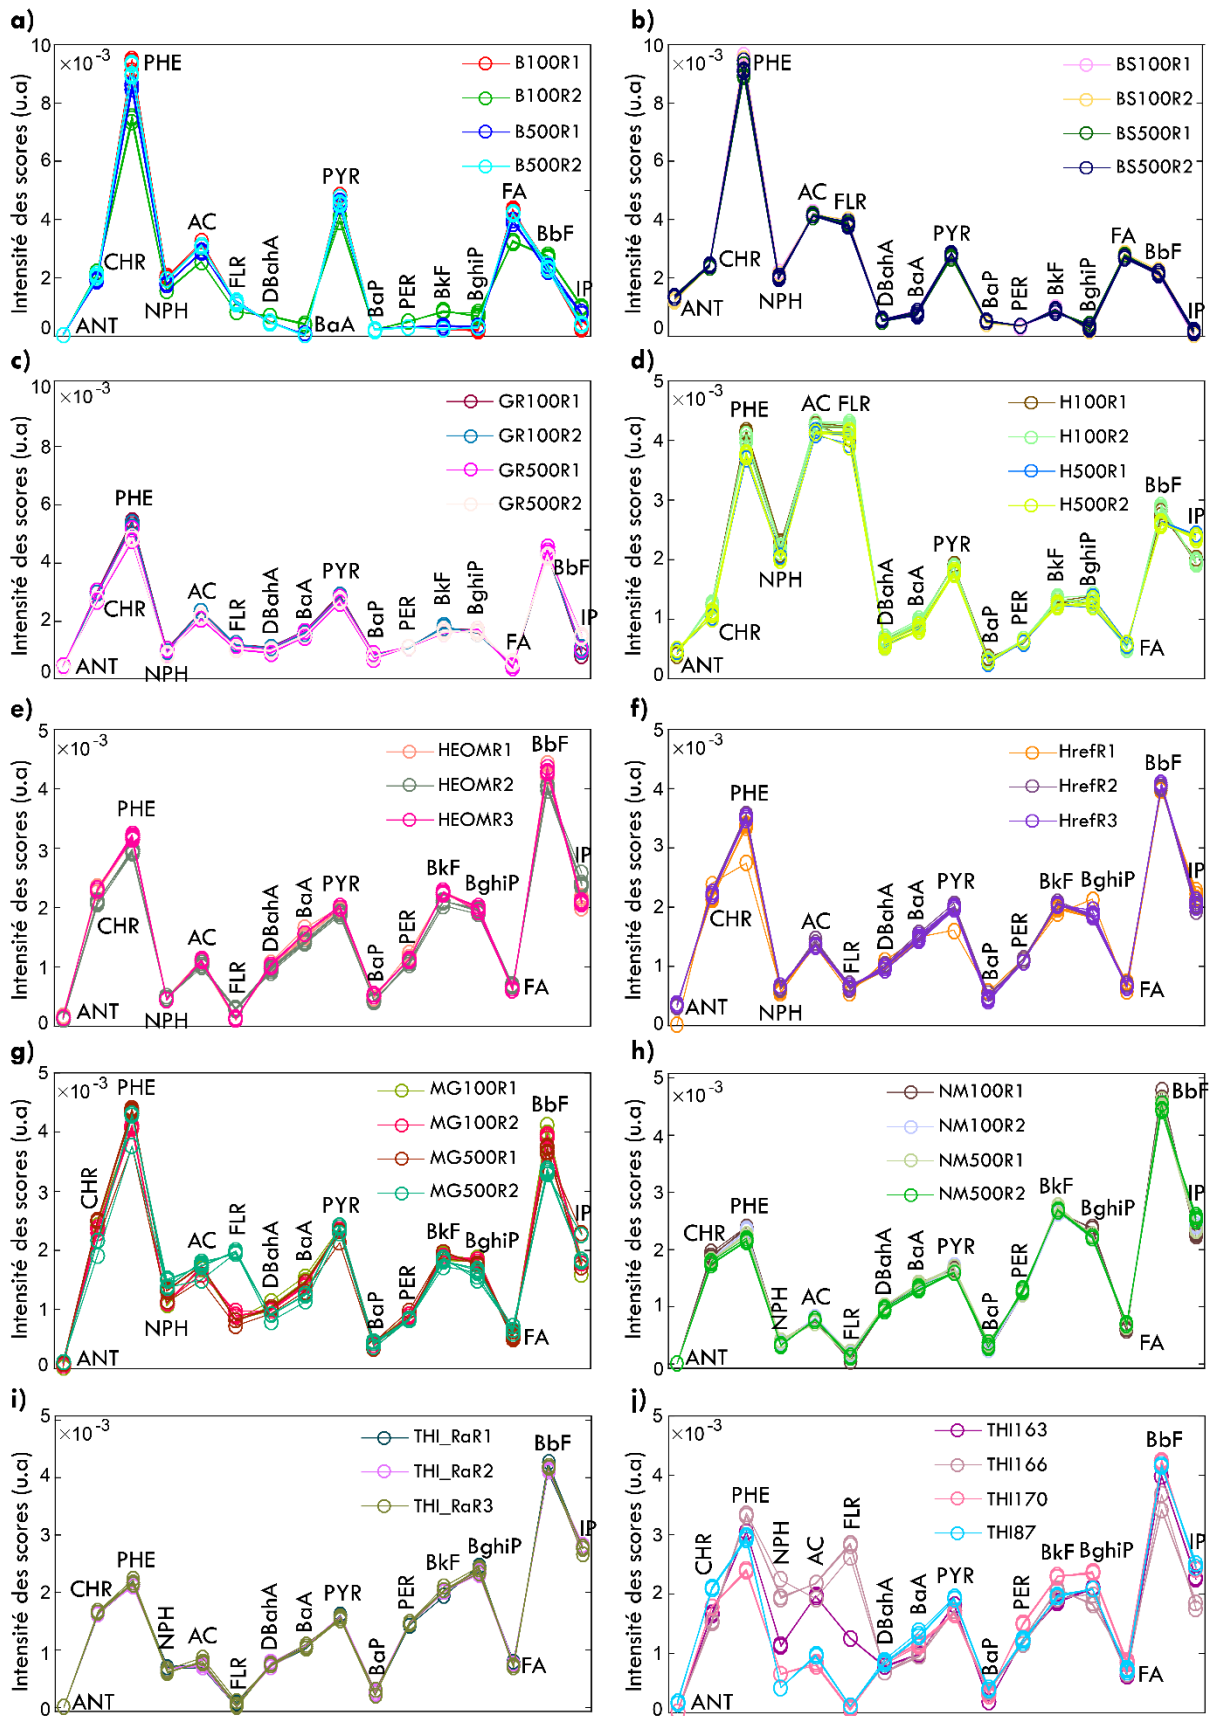 a)
Intensité des scores (u.a)
10
8
6
4
2
0
×10⁻³
PHE
CHR
ANT
NPH
AC
FLR
DBahA
BaA
PYR
BaP
PER
BkF
BghiP
FA
BbF
IP
B100R1
B100R2
B500R1
B500R2
b)
Intensité des scores (u.a)
10
8
6
4
2
0
×10⁻³
PHE
CHR
ANT
NPH
AC
FLR
DBahA
BaA
PYR
BaP
PER
BkF
BghiP
FA
BbF
IP
BS100R1
BS100R2
BS500R1
BS500R2
c)
Intensité des scores (u.a)
10
8
6
4
2
0
×10⁻³
PHE
CHR
ANT
NPH
AC
FLR
DBahA
BaA
PYR
BaP
PER
BkF
BghiP
FA
BbF
IP
GR100R1
GR100R2
GR500R1
GR500R2
d)
Intensité des scores (u.a)
5
4
3
2
1
0
×10⁻³
PHE
CHR
ANT
NPH
AC
FLR
DBahA
BaA
PYR
BaP
PER
BkF
BghiP
FA
BbF
IP
H100R1
H100R2
H500R1
H500R2
e)
Intensité des scores (u.a)
5
4
3
2
1
0
×10⁻³
PHE
CHR
ANT
NPH
AC
FLR
DBahA
BaA
PYR
BaP
PER
BkF
BghiP
FA
BbF
IP
HEOMR1
HEOMR2
HEOMR3
f)
Intensité des scores (u.a)
5
4
3
2
1
0
×10⁻³
PHE
CHR
ANT
NPH
AC
FLR
DBahA
BaA
PYR
BaP
PER
BkF
BghiP
FA
BbF
IP
HrefR1
HrefR2
HrefR3
g)
Intensité des scores (u.a)
5
4
3
2
1
0
×10⁻³
PHE
CHR
ANT
NPH
AC
FLR
DBahA
BaA
PYR
BaP
PER
BkF
BghiP
FA
BbF
IP
MG100R1
MG100R2
MG500R1
MG500R2
h)
Intensité des scores (u.a)
5
4
3
2
1
0
×10⁻³
PHE
CHR
ANT
NPH
AC
FLR
DBahA
BaA
PYR
BaP
PER
BkF
BghiP
FA
BbF
IP
NM100R1
NM100R2
NM500R1
NM500R2
i)
Intensité des scores (u.a)
5
4
3
2
1
0
×10⁻³
PHE
CHR
ANT
NPH
AC
FLR
DBahA
BaA
PYR
BaP
PER
BkF
BghiP
FA
BbF
IP
THI_RaR1
THI_RaR2
THI_RaR3
j)
Intensité des scores (u.a)
5
4
3
2
1
0
×10⁻³
PHE
CHR
ANT
NPH
AC
FLR
DBahA
BaA
PYR
BaP
PER
BkF
BghiP
FA
BbF
IP
THI163
THI166
THI170
THI87